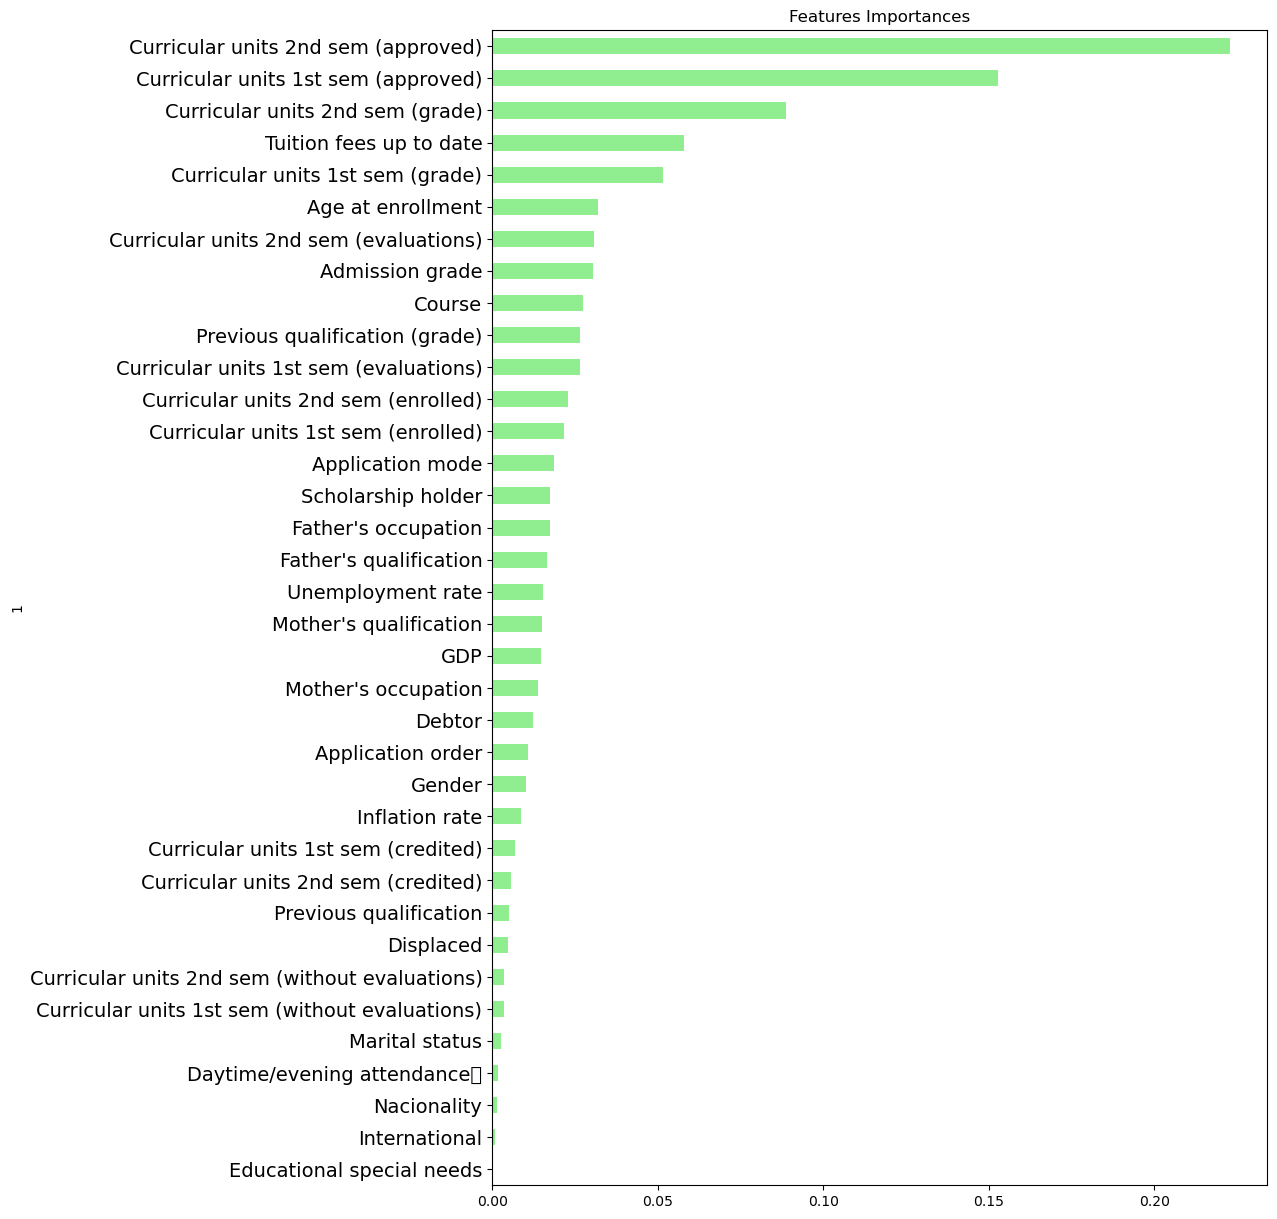 Features Importances
Curricular units 2nd sem (approved)
Curricular units 1st sem (approved)
Curricular units 2nd sem (grade)
Tuition fees up to date
Curricular units 1st sem (grade)
Age at enrollment
Curricular units 2nd sem (evaluations)
Admission grade
Course
Previous qualification (grade)
Curricular units 1st sem (evaluations)
Curricular units 2nd sem (enrolled)
Curricular units 1st sem (enrolled)
Application mode
Scholarship holder
Father's occupation
Father's qualification
Unemployment rate
Mother's qualification
GDP
Mother's occupation
Debtor
Application order
Gender
Inflation rate
Curricular units 1st sem (credited)
Curricular units 2nd sem (credited)
Previous qualification
Displaced
Curricular units 2nd sem (without evaluations)
Curricular units 1st sem (without evaluations)
Marital status
Daytime/evening attendance▯
Nacionality
International
Educational special needs
1
0.00 0.05 0.10 0.15 0.20